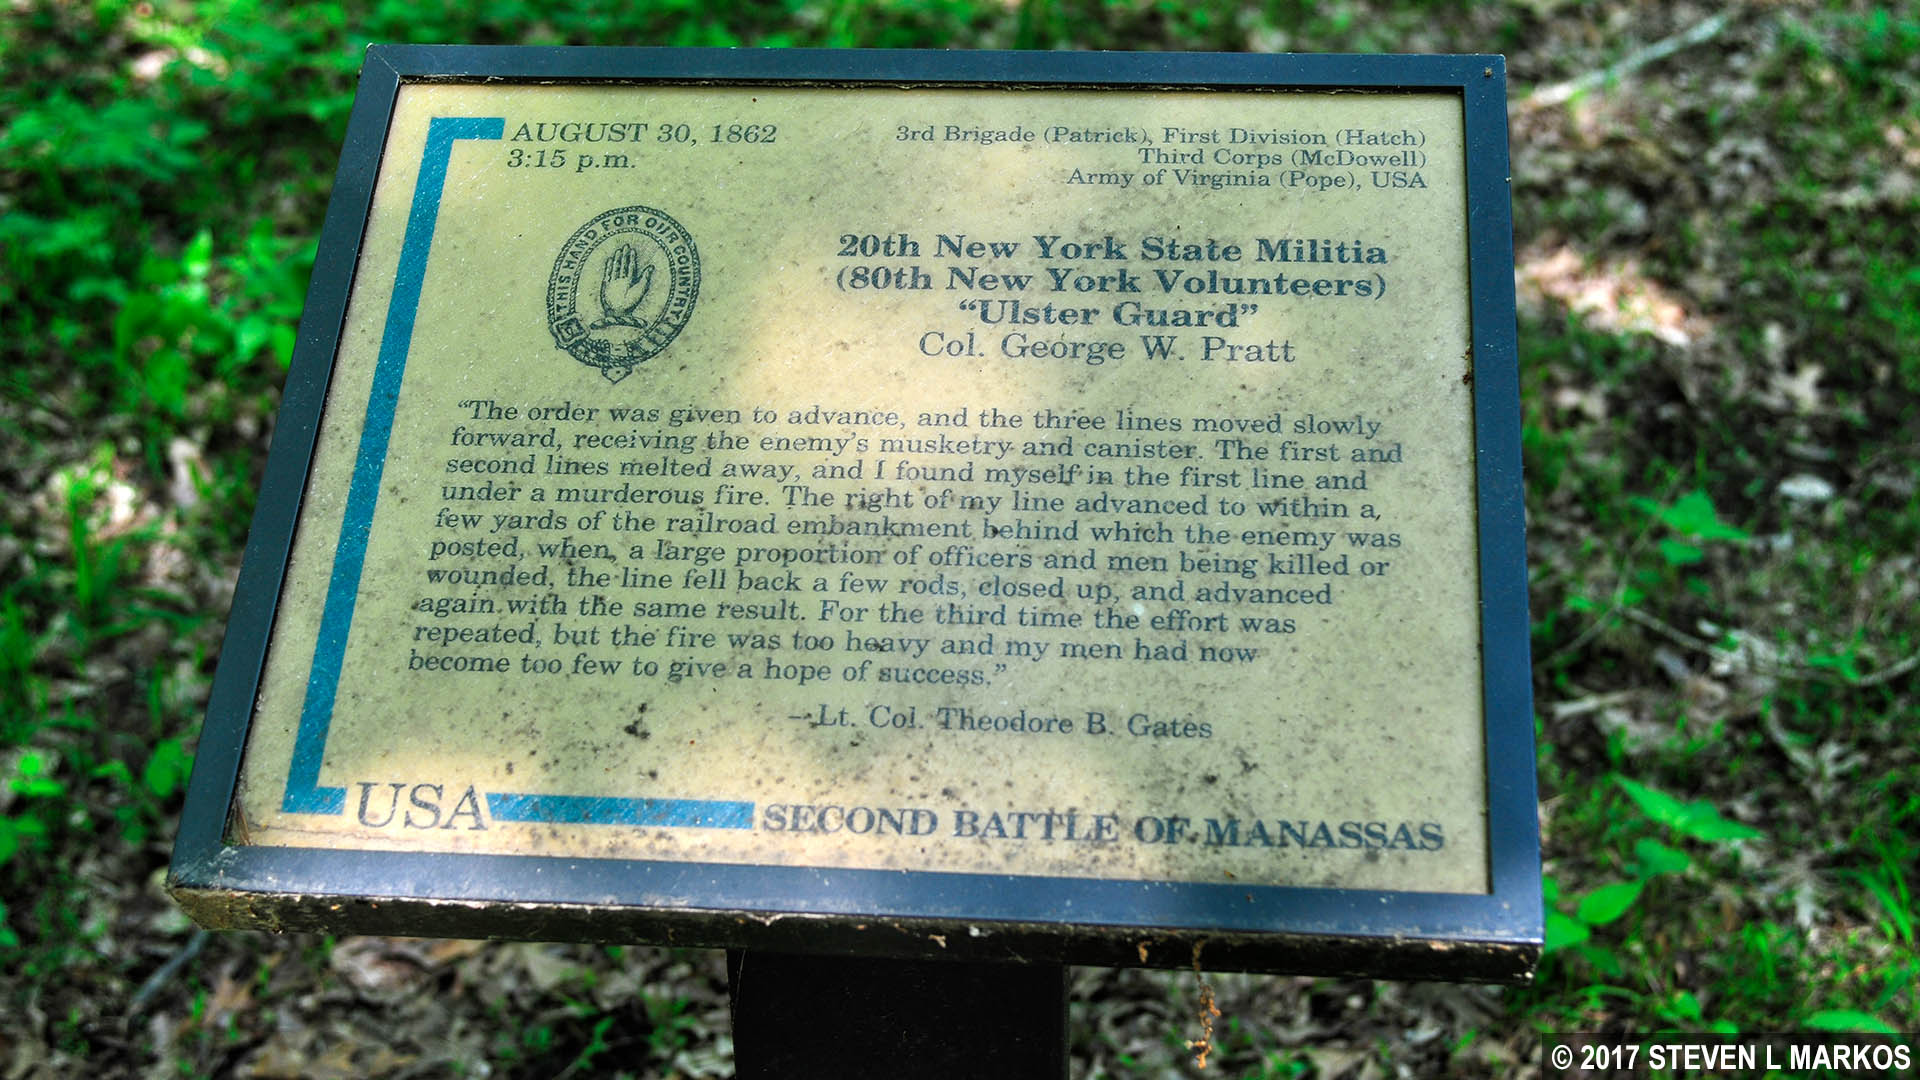 AUGUST 30, 1862
3:15 p.m.
3rd Brigade (Patrick), First Division (Hatch)
Third Corps (McDowell)
Army of Virginia (Pope), USA
THIS HAND FOR OUR COUNTRY
20th New York State Militia
(80th New York Volunteers)
“Ulster Guard”
Col. George W. Pratt
“The order was given to advance, and the three lines moved slowly
forward, receiving the enemy’s musketry and canister. The first and
second lines melted away, and I found myself in the first line and
under a murderous fire. The right of my line advanced to within a
few yards of the railroad embankment behind which the enemy was
posted, when, a large proportion of officers and men being killed or
wounded, the line fell back a few rods, closed up, and advanced
again with the same result. For the third time the effort was
repeated, but the fire was too heavy and my men had now
become too few to give a hope of success.”
–Lt. Col. Theodore B. Gates
USA
SECOND BATTLE OF MANASSAS
© 2017 STEVEN L MARKOS